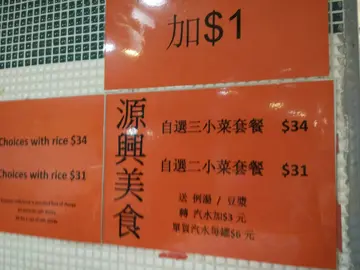 加$1
Choices with rice $34
Choices with rice $31
源興美食
自選三小菜套餐 $34
自選二小菜套餐 $31
送 例湯 / 豆漿
轉 汽水加$3 元
單買汽水每罐$6 元